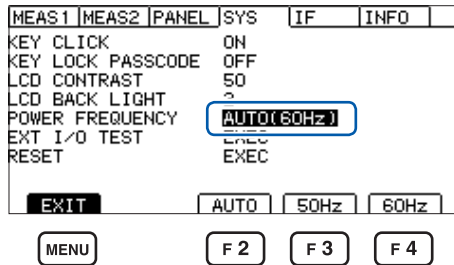 MEAS1 MEAS2 PANEL SYS IF INFO
KEY CLICK ON
KEY LOCK PASSCODE OFF
LCD CONTRAST 50
LCD BACK LIGHT
POWER FREQUENCY AUTO(60Hz)
EXT I/O TEST EXEC
RESET EXEC
EXIT AUTO 50Hz 60Hz
MENU F2 F3 F4